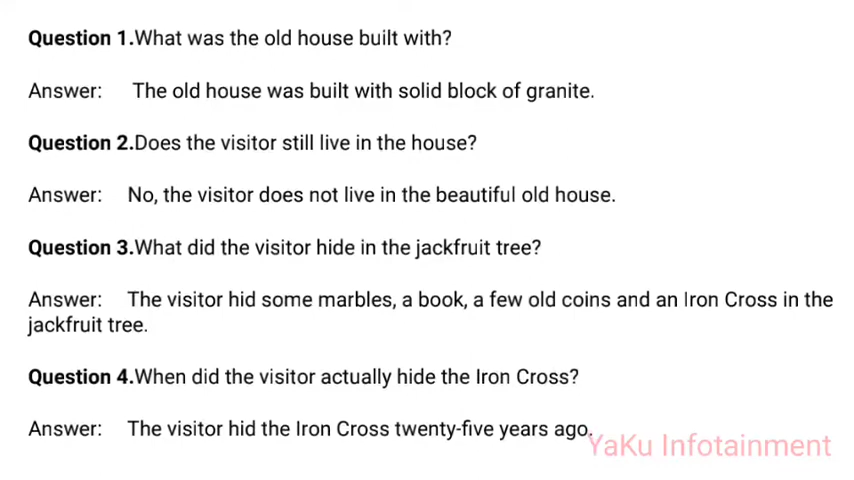 Question 1.What was the old house built with?
Answer: The old house was built with solid block of granite.
Question 2.Does the visitor still live in the house?
Answer: No, the visitor does not live in the beautiful old house.
Question 3.What did the visitor hide in the jackfruit tree?
Answer: The visitor hid some marbles, a book, a few old coins and an Iron Cross in the
jackfruit tree.
Question 4.When did the visitor actually hide the Iron Cross?
Answer: The visitor hid the Iron Cross twenty-five years ago.
YaKu Infotainment